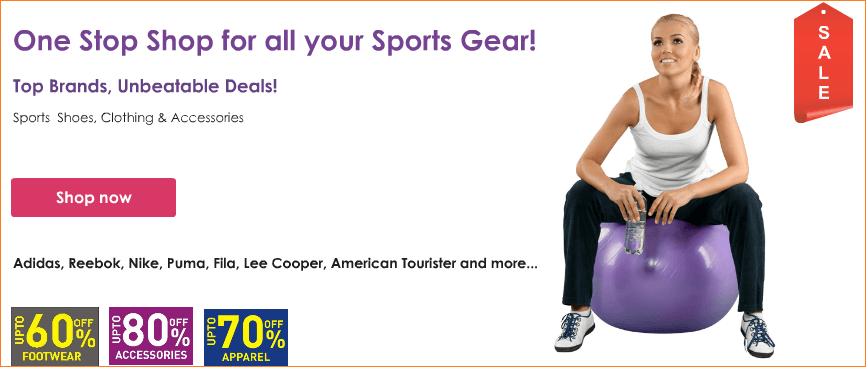 One Stop Shop for all your Sports Gear!
Top Brands, Unbeatable Deals!
Sports Shoes, Clothing & Accessories
Shop now
Adidas, Reebok, Nike, Puma, Fila, Lee Cooper, American Tourister and more...
UPTO 60% OFF
FOOTWEAR
UPTO 80% OFF
ACCESSORIES
UPTO 70% OFF
APPAREL
SALE